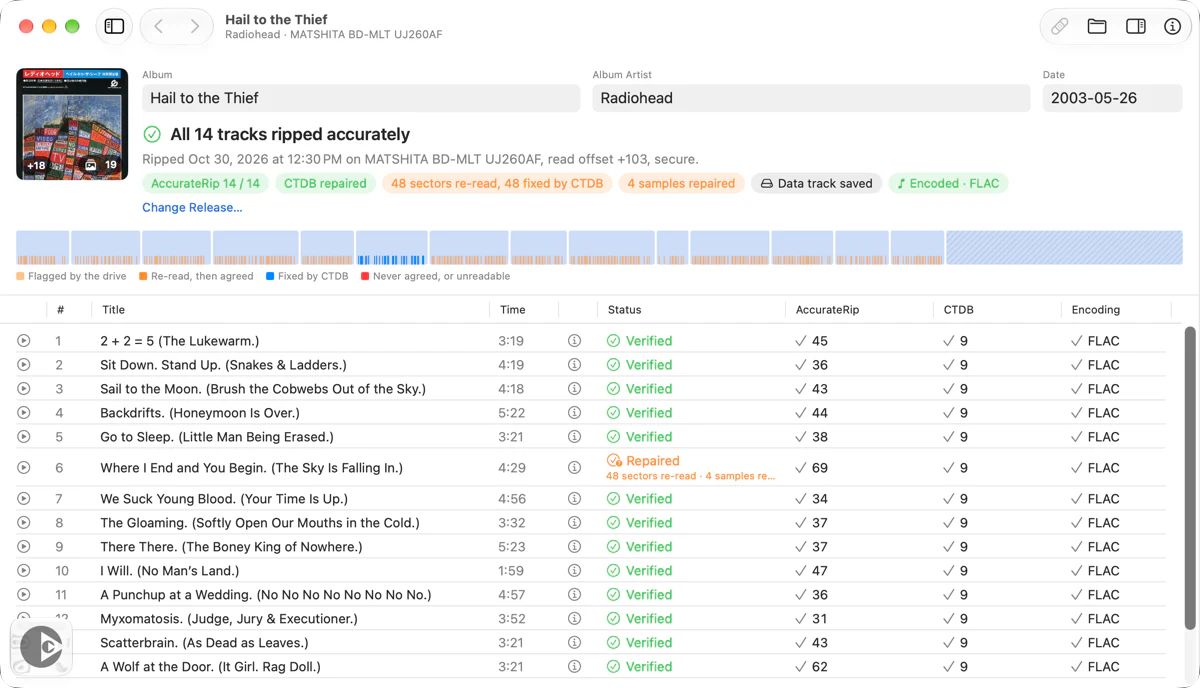 Hail to the Thief
Radiohead · MATSHITA BD-MLT UJ260AF
Album
Album Artist
Date
Hail to the Thief
Radiohead
2003-05-26
レディオヘッド
+18
19
All 14 tracks ripped accurately
Ripped Oct 30, 2026 at 12:30 PM on MATSHITA BD-MLT UJ260AF, read offset +103, secure.
AccurateRip 14 / 14
CTDB repaired
48 sectors re-read, 48 fixed by CTDB
4 samples repaired
Data track saved
Encoded · FLAC
Change Release…
Flagged by the drive
Re-read, then agreed
Fixed by CTDB
Never agreed, or unreadable
# Title Time Status AccurateRip CTDB Encoding
1 2 + 2 = 5 (The Lukewarm.) 3:19 Verified 45 9 FLAC
2 Sit Down. Stand Up. (Snakes & Ladders.) 4:19 Verified 36 9 FLAC
3 Sail to the Moon. (Brush the Cobwebs Out of the Sky.) 4:18 Verified 43 9 FLAC
4 Backdrifts. (Honeymoon Is Over.) 5:22 Verified 44 9 FLAC
5 Go to Sleep. (Little Man Being Erased.) 3:21 Verified 38 9 FLAC
6 Where I End and You Begin. (The Sky Is Falling In.) 4:29 Repaired 69 9 FLAC
48 sectors re-read · 4 samples re…
7 We Suck Young Blood. (Your Time Is Up.) 4:56 Verified 34 9 FLAC
8 The Gloaming. (Softly Open Our Mouths in the Cold.) 3:32 Verified 37 9 FLAC
9 There There. (The Boney King of Nowhere.) 5:23 Verified 37 9 FLAC
10 I Will. (No Man’s Land.) 1:59 Verified 47 9 FLAC
11 A Punchup at a Wedding. (No No No No No No No No.) 4:57 Verified 36 9 FLAC
12 Myxomatosis. (Judge, Jury & Executioner.) 3:52 Verified 31 9 FLAC
Scatterbrain. (As Dead as Leaves.) 3:21 Verified 43 9 FLAC
A Wolf at the Door. (It Girl. Rag Doll.) 3:21 Verified 62 9 FLAC